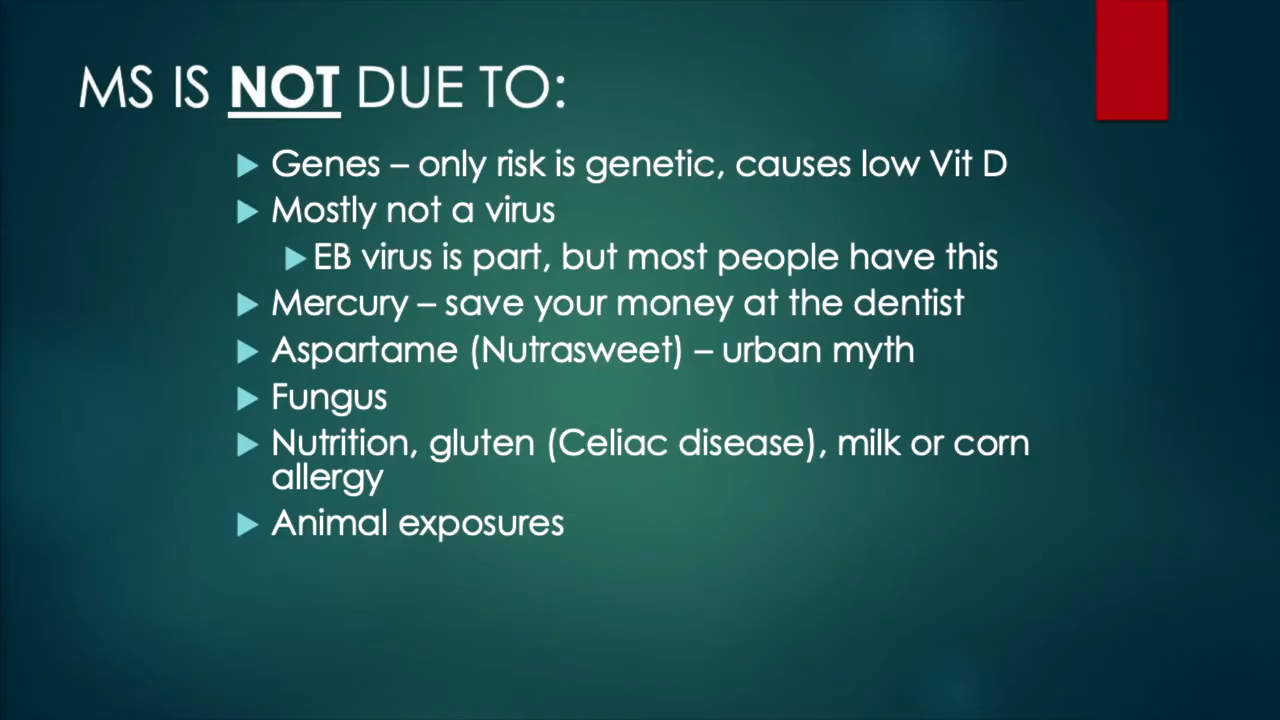 MS IS NOT DUE TO:
Genes – only risk is genetic, causes low Vit D
Mostly not a virus
EB virus is part, but most people have this
Mercury – save your money at the dentist
Aspartame (Nutrasweet) – urban myth
Fungus
Nutrition, gluten (Celiac disease), milk or corn
allergy
Animal exposures